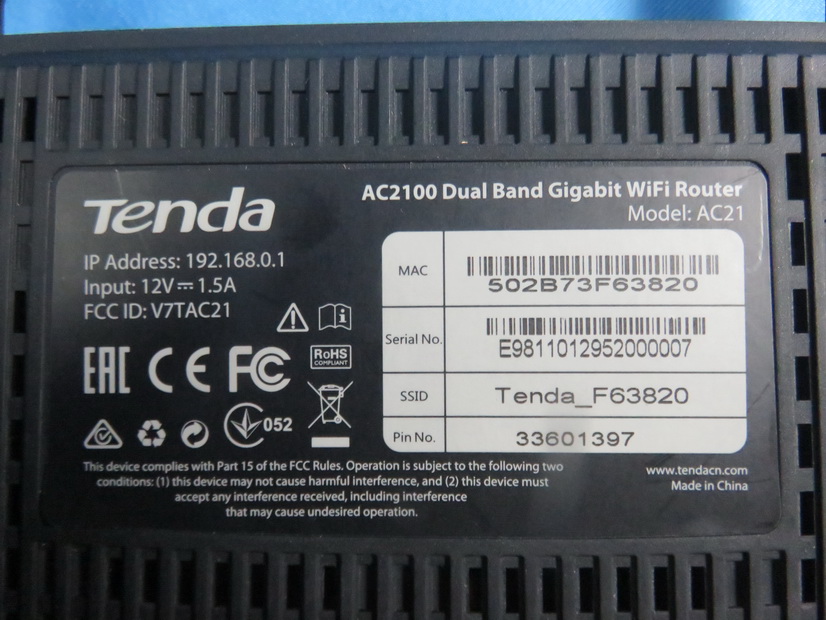 Tenda
AC2100 Dual Band Gigabit WiFi Router
Model: AC21
IP Address: 192.168.0.1
Input: 12V⎓1.5A
FCC ID: V7TAC21
MAC
502B73F63820
Serial No.
E9811012952000007
SSID
Tenda_F63820
Pin No.
33601397
EAC CE FC
RoHS
COMPLIANT
052
This device complies with Part 15 of the FCC Rules. Operation is subject to the following two
conditions: (1) this device may not cause harmful interference, and (2) this device must
accept any interference received, including interference
that may cause undesired operation.
www.tendacn.com
Made in China